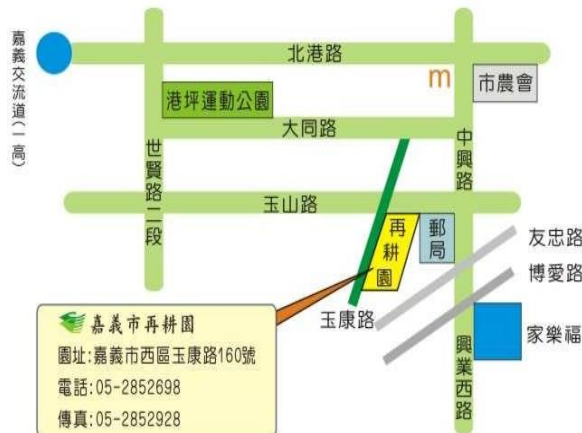 嘉義交流道(一高)
北港路
m
市農會
港坪運動公園
大同路
中興路
世賢路二段
玉山路
再耕園
郵局
友忠路
博愛路
玉康路
家樂福
興業西路
嘉義市再耕園
園址:嘉義市西區玉康路160號
電話:05-2852698
傳真:05-2852928